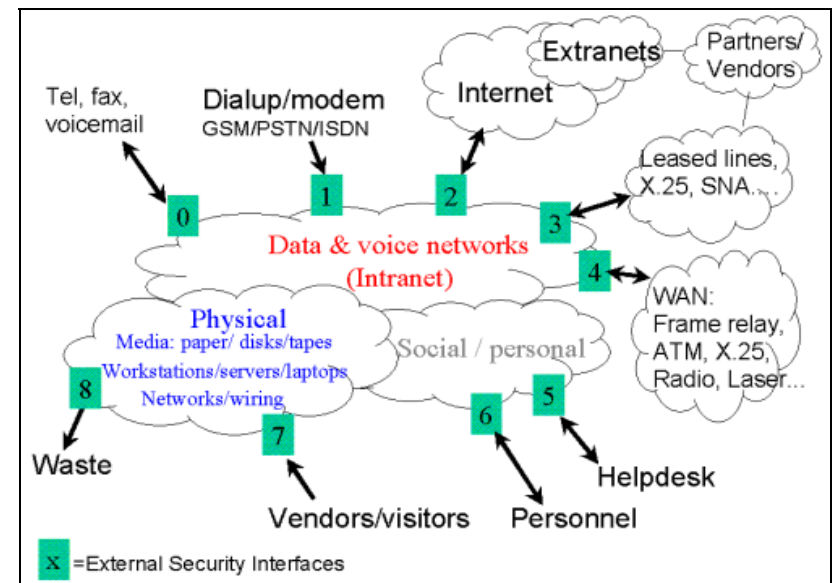 Tel, fax,
voicemail
Dialup/modem
GSM/PSTN/ISDN
Internet
Extranets
Partners/
Vendors
Leased lines,
X.25, SNA....
0
1
2
3
4
Data & voice networks
(Intranet)
WAN:
Frame relay,
ATM, X.25,
Radio, Laser...
Physical
Media: paper/ disks/tapes
Workstations/servers/laptops
Networks/wiring
Social / personal
8
7
6
5
Waste
Vendors/visitors
Personnel
Helpdesk
x =External Security Interfaces